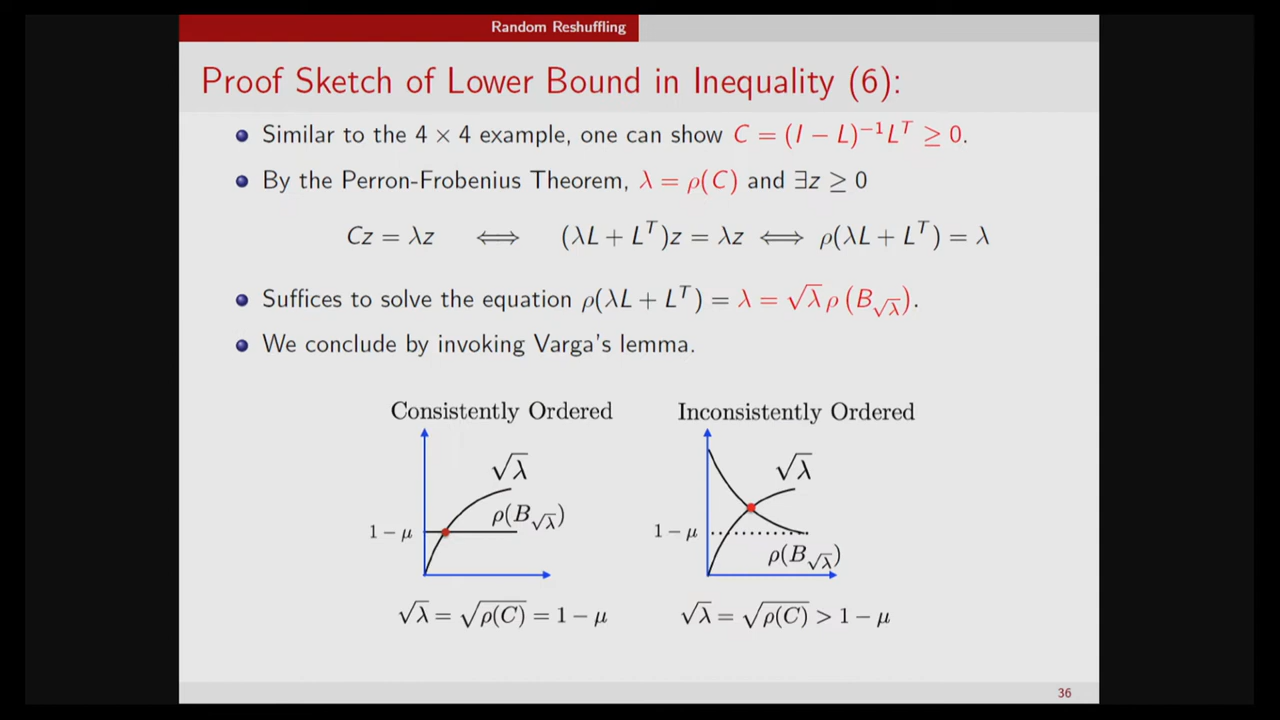 Random Reshuffling
Proof Sketch of Lower Bound in Inequality (6):
Similar to the 4 × 4 example, one can show C = (I − L)⁻¹Lᵀ ≥ 0.
By the Perron-Frobenius Theorem, λ = ρ(C) and ∃z ≥ 0
Cz = λz ⟺ (λL + Lᵀ)z = λz ⟺ ρ(λL + Lᵀ) = λ
Suffices to solve the equation ρ(λL + Lᵀ) = λ = √λ ρ (B_√λ).
We conclude by invoking Varga's lemma.
Consistently Ordered
√λ
ρ(B_√λ)
1 − μ
√λ = √ρ(C) = 1 − μ
Inconsistently Ordered
√λ
1 − μ
ρ(B_√λ)
√λ = √ρ(C) > 1 − μ
36